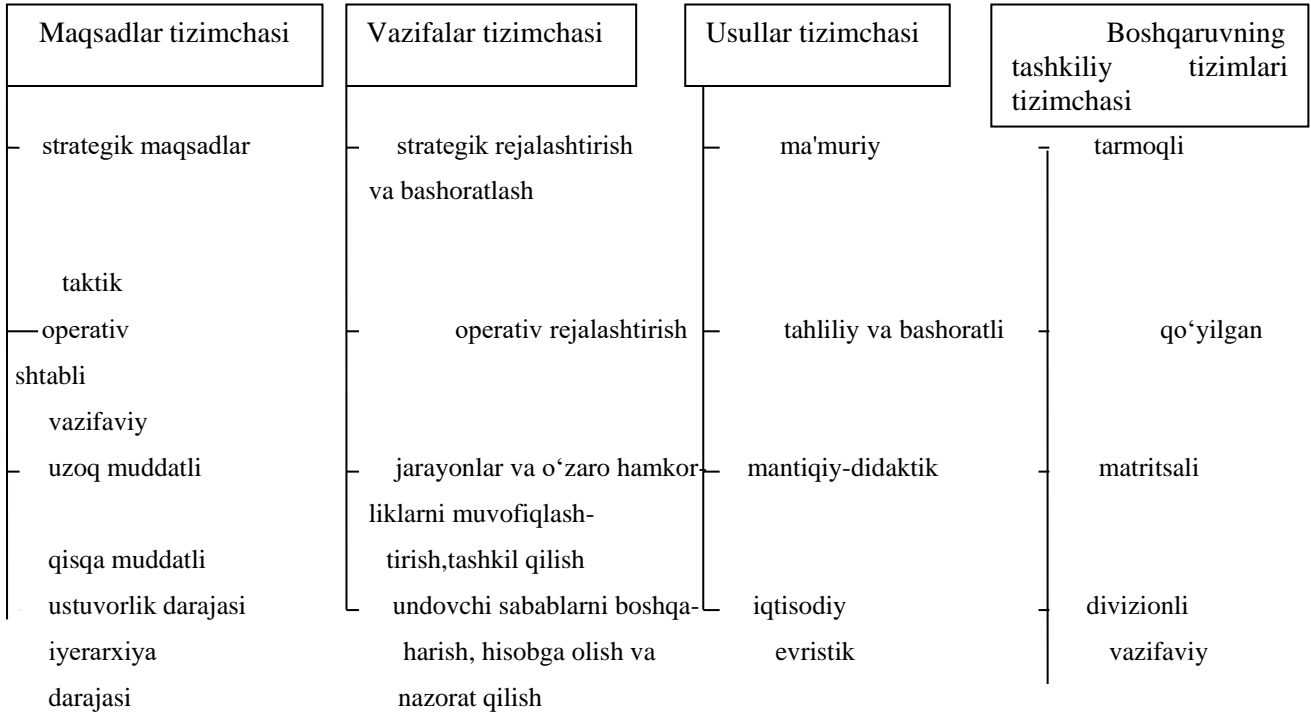 Maqsadlar tizimchasi
Vazifalar tizimchasi
Usullar tizimchasi
Boshqaruvning
tashkiliy tizimlari
tizimchasi
strategik maqsadlar
taktik
operativ
shtabli
vazifaviy
uzoq muddatli
qisqa muddatli
ustuvorlik darajasi
iyerarxiya
darajasi
strategik rejalashtirish
va bashoratlash
operativ rejalashtirish
jarayonlar va o‘zaro hamkor-
liklarni muvofiqlash-
tirish,tashkil qilish
undovchi sabablarni boshqa-
harish, hisobga olish va
nazorat qilish
ma'muriy
tahliliy va bashoratli
mantiqiy-didaktik
iqtisodiy
evristik
tarmoqli
qo‘yilgan
matritsali
divizionli
vazifaviy